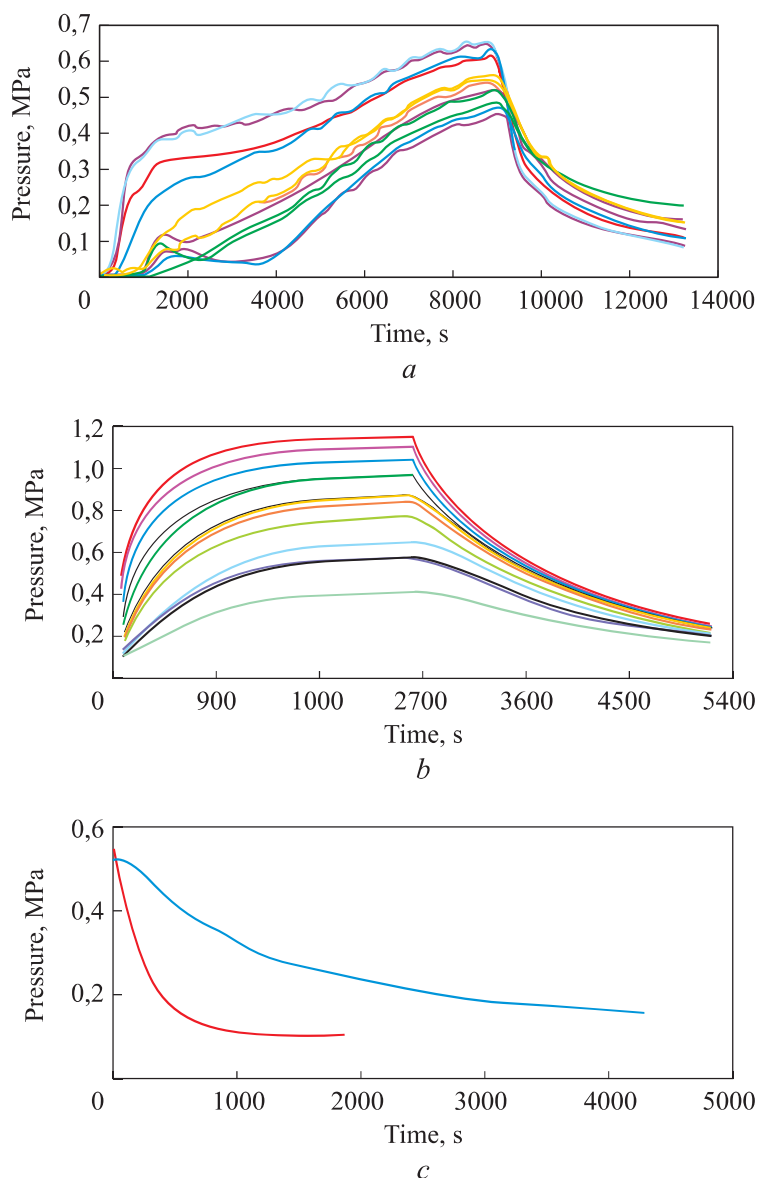 0,7
0,6
0,5
0,4
0,3
0,2
0,1
Pressure, MPa
0 2000 4000 6000 8000 10000 12000 14000
Time, s
a
1,2
1,0
0,8
0,6
0,4
0,2
Pressure, MPa
0 900 1000 2700 3600 4500 5400
Time, s
b
0,6
0,4
0,2
Pressure, MPa
0 1000 2000 3000 4000 5000
Time, s
c